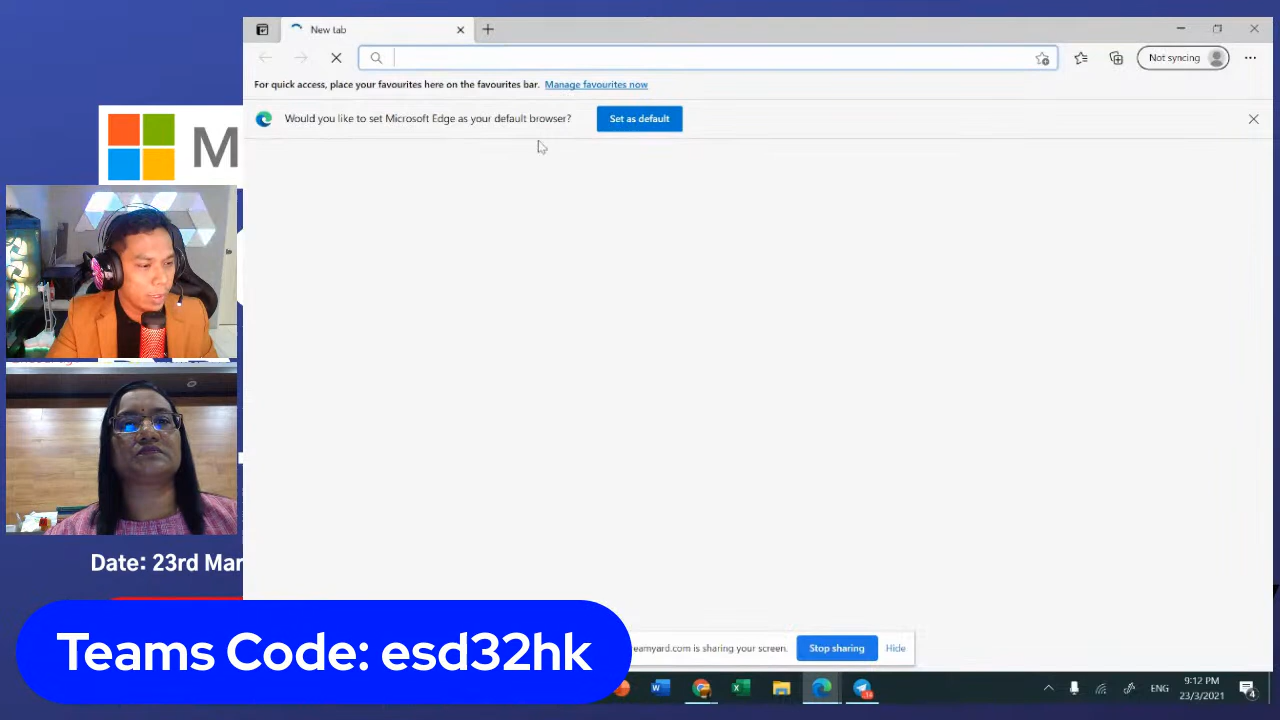 New tab
Not syncing
For quick access, place your favourites here on the favourites bar. Manage favourites now
Would you like to set Microsoft Edge as your default browser? Set as default
M
Date: 23rd Mar
Teams Code: esd32hk
eamyard.com is sharing your screen. Stop sharing Hide
ENG
9:12 PM
23/3/2021
4